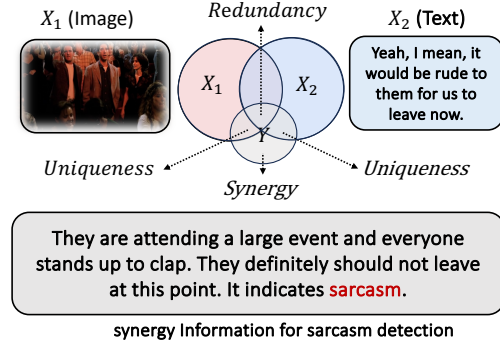 Redundancy
X₁ (Image)
X₂ (Text)
X₁
X₂
Y
Yeah, I mean, it
would be rude to
them for us to
leave now.
Uniqueness
Synergy
Uniqueness
They are attending a large event and everyone
stands up to clap. They definitely should not leave
at this point. It indicates sarcasm.
synergy Information for sarcasm detection